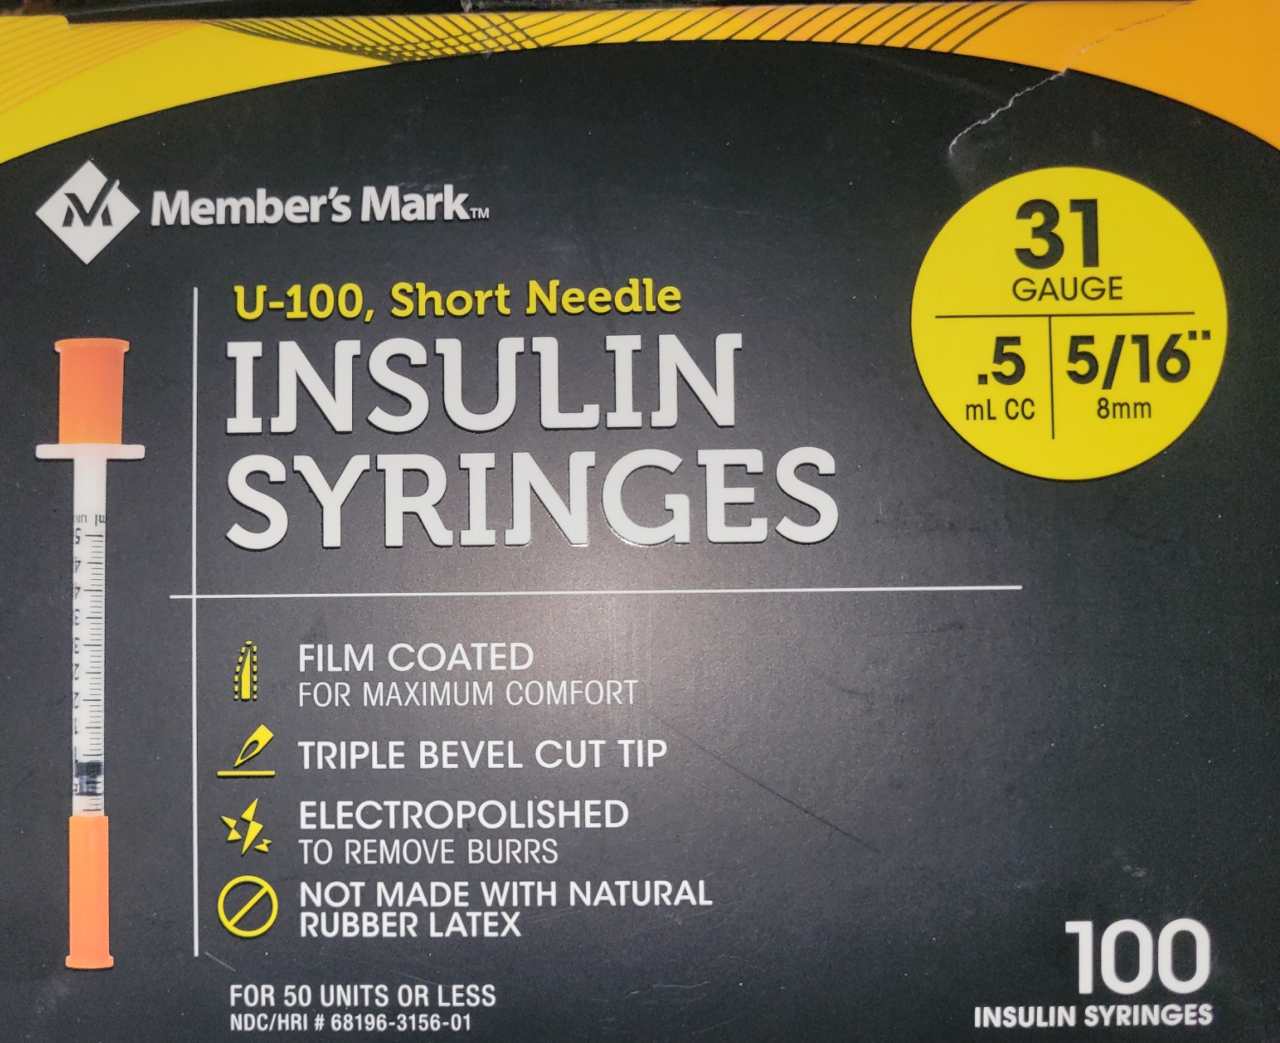 Member's Mark™
U-100, Short Needle
INSULIN
SYRINGES
31
GAUGE
.5
mL CC
5/16"
8mm
FILM COATED
FOR MAXIMUM COMFORT
TRIPLE BEVEL CUT TIP
ELECTROPOLISHED
TO REMOVE BURRS
NOT MADE WITH NATURAL
RUBBER LATEX
FOR 50 UNITS OR LESS
NDC/HRI # 68196-3156-01
100
INSULIN SYRINGES